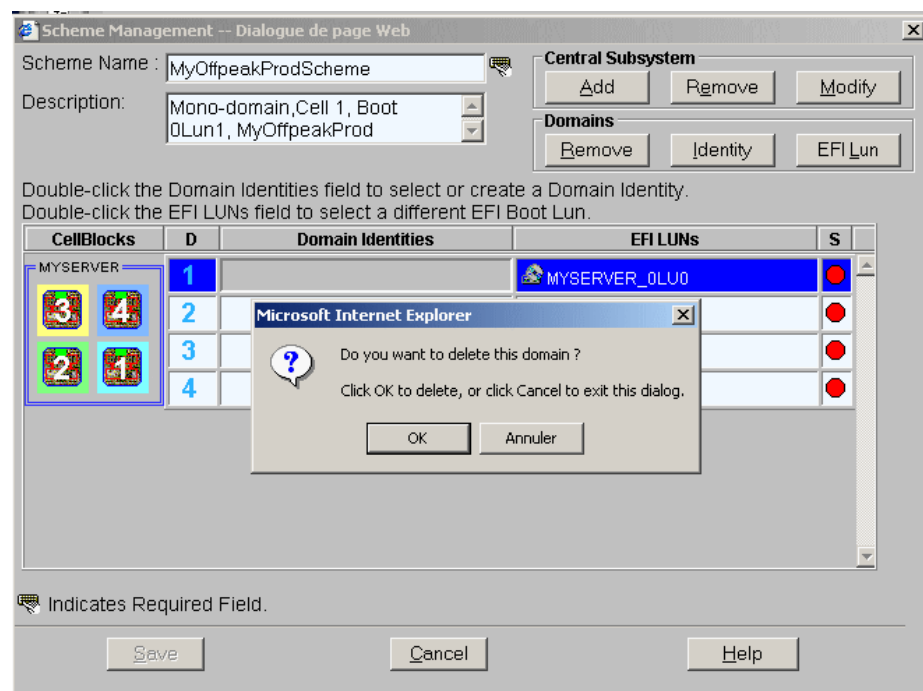 Scheme Management -- Dialogue de page Web
Scheme Name :
MyOffpeakProdScheme
Description:
Mono-domain,Cell 1, Boot
0Lun1, MyOffpeakProd
Central Subsystem
Add
Remove
Modify
Domains
Remove
Identity
EFI Lun
Double-click the Domain Identities field to select or create a Domain Identity.
Double-click the EFI LUNs field to select a different EFI Boot Lun.
CellBlocks
D
Domain Identities
EFI LUNs
S
MYSERVER
3
4
2
1
1
MYSERVER_0LU0
2
3
4
Microsoft Internet Explorer
Do you want to delete this domain ?
Click OK to delete, or click Cancel to exit this dialog.
OK
Annuler
Indicates Required Field.
Save
Cancel
Help